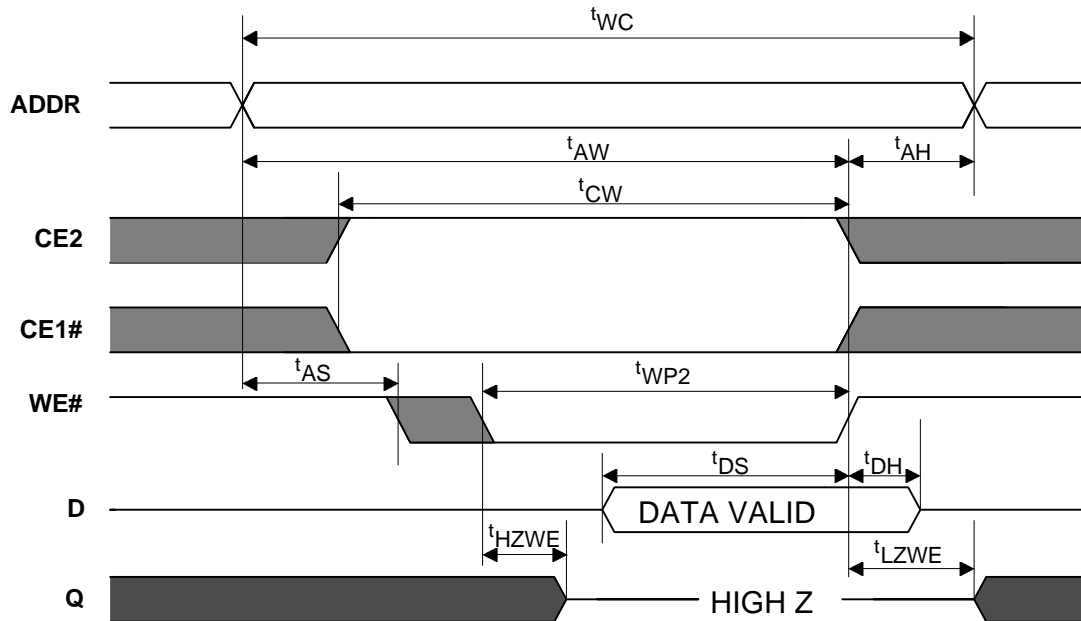 tWC
ADDR
tAW
tAH
tCW
CE2
CE1#
tAS
tWP2
WE#
tDS
tDH
D
DATA VALID
tHZWE
tLZWE
Q
HIGH Z